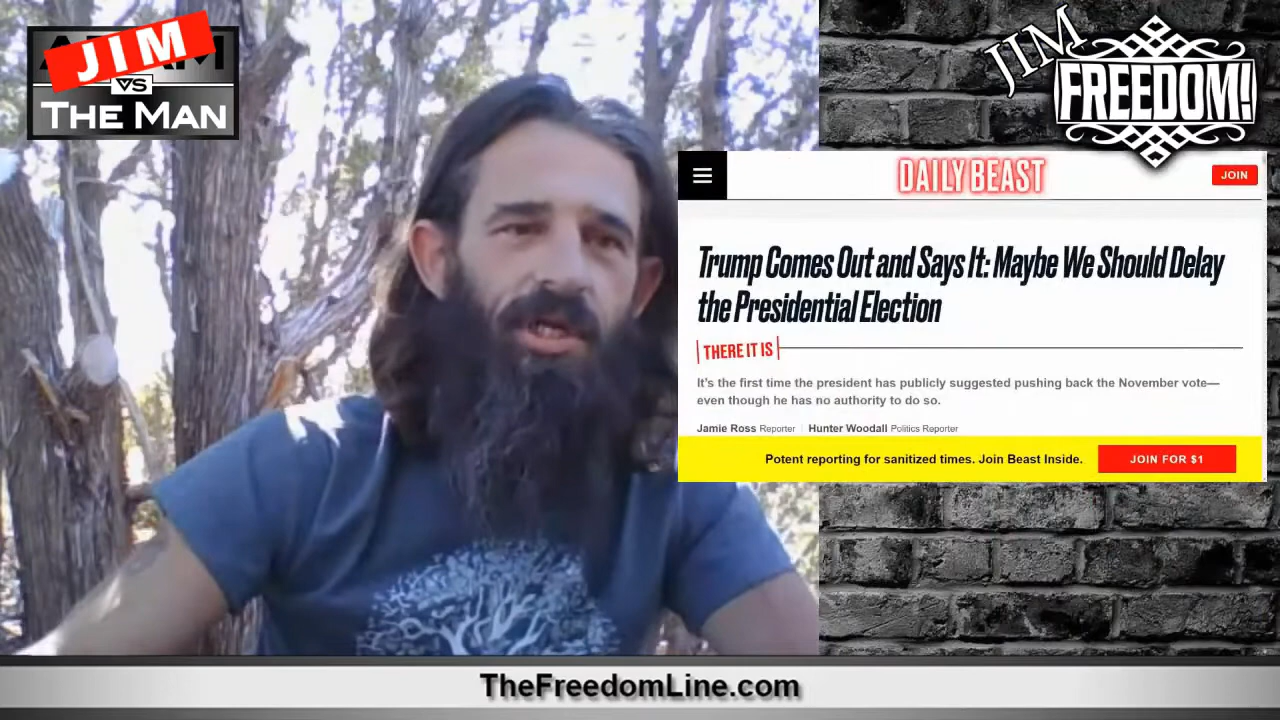 JIM
VS
THE MAN
JIM
FREEDOM!
DAILY BEAST
JOIN
Trump Comes Out and Says It: Maybe We Should Delay
the Presidential Election
THERE IT IS
It's the first time the president has publicly suggested pushing back the November vote—
even though he has no authority to do so.
Jamie Ross Reporter | Hunter Woodall Politics Reporter
Potent reporting for sanitized times. Join Beast Inside.
JOIN FOR $1
TheFreedomLine.com